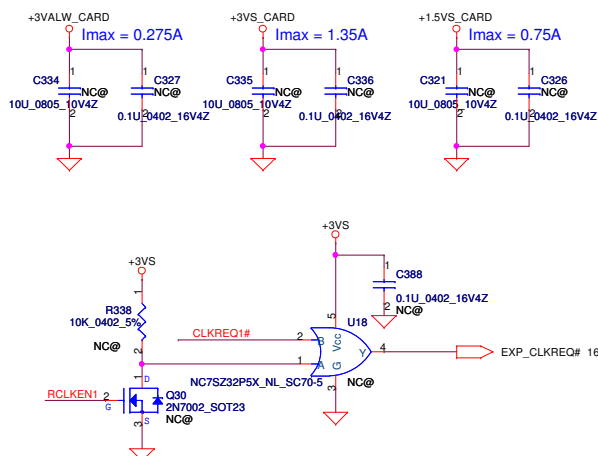 +3VALW_CARD
Imax = 0.275A
1
1
C334
C327
NC@
NC@
10U_0805_10V4Z
2
2
0.1U_0402_16V4Z
+3VS_CARD
Imax = 1.35A
1
1
C335
C336
NC@
NC@
10U_0805_10V4Z
2
2
0.1U_0402_16V4Z
+1.5VS_CARD
Imax = 0.75A
1
1
C321
C326
NC@
NC@
10U_0805_10V4Z
2
2
0.1U_0402_16V4Z
+3VS
+3VS
1
C388
0.1U_0402_16V4Z
2
NC@
1
R338
10K_0402_5%
NC@
2
5
U18
CLKREQ1#
2
B
Vcc
Y
4
EXP_CLKREQ# 16
1
A
G
NC7SZ32P5X_NL_SC70-5
NC@
3
1
D
RCLKEN1
2
G
Q30
2N7002_SOT23
NC@
3
S